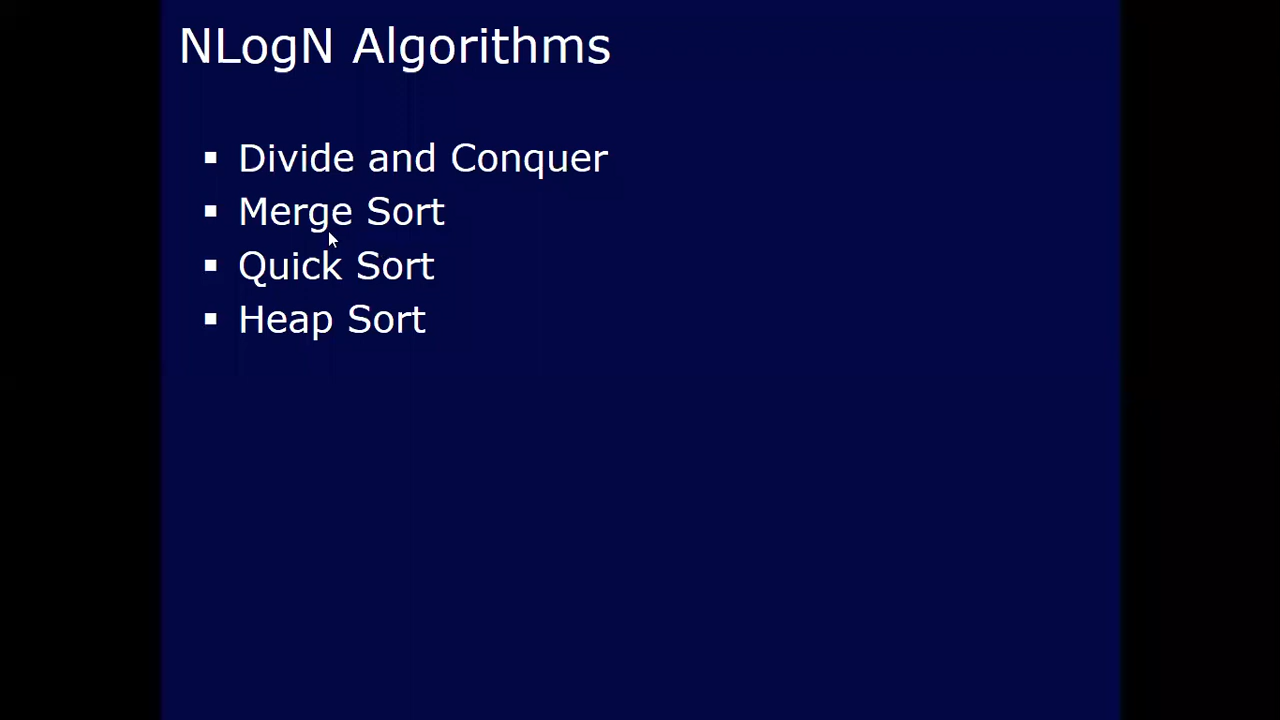 NLogN Algorithms
▪ Divide and Conquer
▪ Merge Sort
▪ Quick Sort
▪ Heap Sort